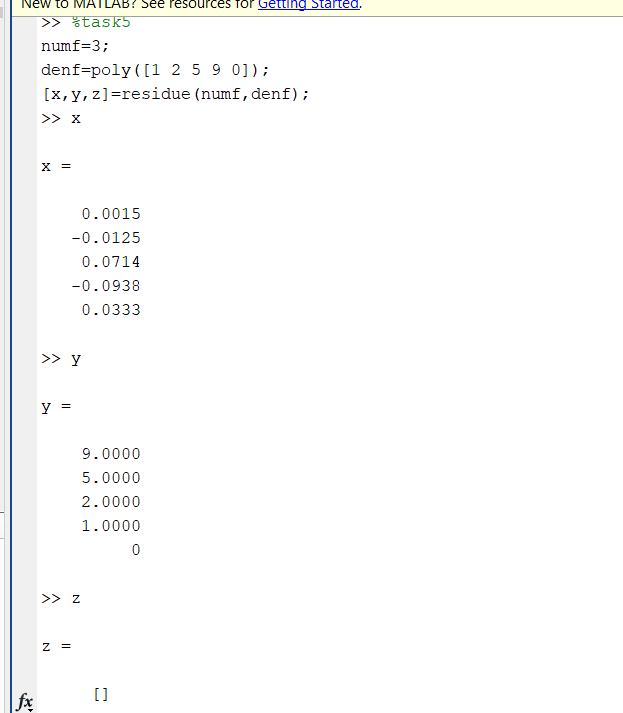 New to MATLAB? See resources for Getting Started.
>> %task5
numf=3;
denf=poly([1 2 5 9 0]);
[x,y,z]=residue(numf,denf);
>> x
x =
0.0015
-0.0125
0.0714
-0.0938
0.0333
>> y
y =
9.0000
5.0000
2.0000
1.0000
0
>> z
z =
[]
fx